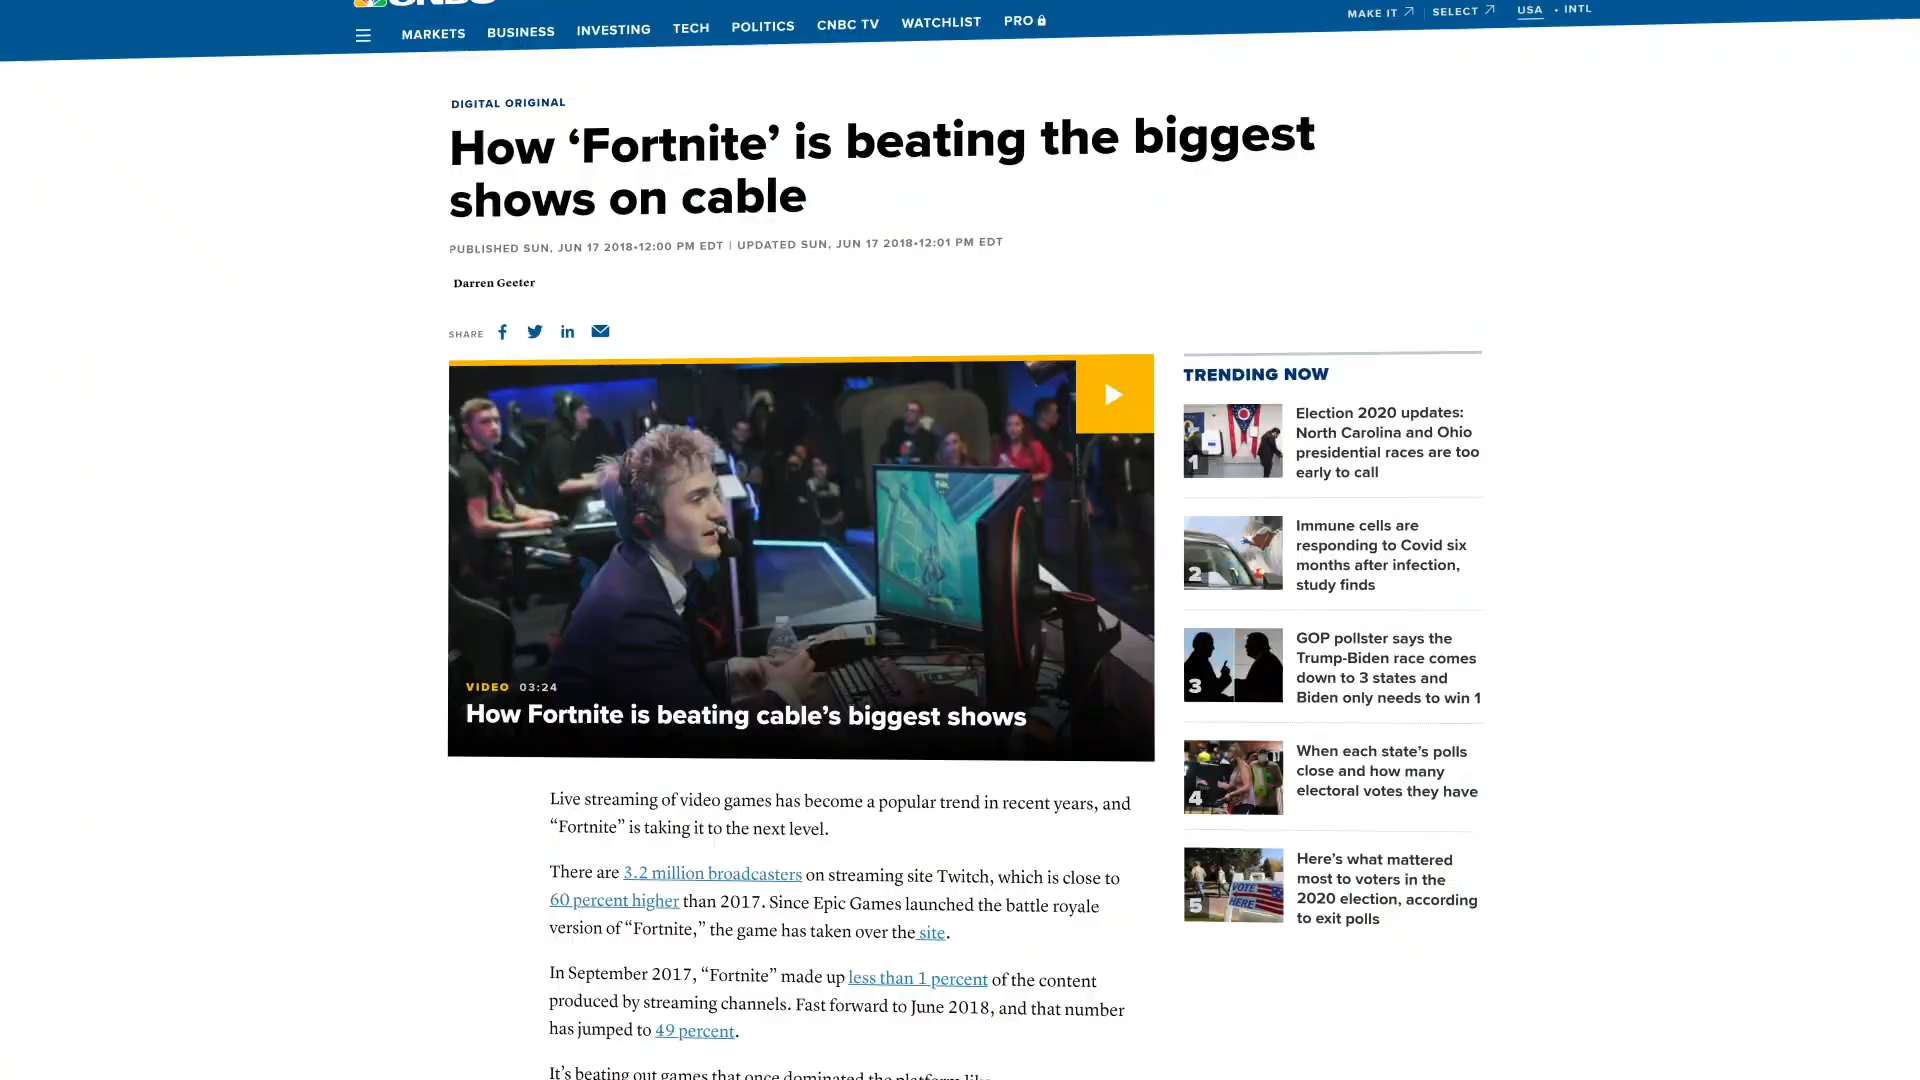 MAKE IT SELECT USA • INTL
MARKETS BUSINESS INVESTING TECH POLITICS CNBC TV WATCHLIST PRO
DIGITAL ORIGINAL
How ‘Fortnite’ is beating the biggest
shows on cable
PUBLISHED SUN, JUN 17 2018•12:00 PM EDT | UPDATED SUN, JUN 17 2018•12:01 PM EDT
Darren Geeter
SHARE
VIDEO 03:24
How Fortnite is beating cable’s biggest shows
Live streaming of video games has become a popular trend in recent years, and
“Fortnite” is taking it to the next level.
There are 3.2 million broadcasters on streaming site Twitch, which is close to
60 percent higher than 2017. Since Epic Games launched the battle royale
version of “Fortnite,” the game has taken over the site.
In September 2017, “Fortnite” made up less than 1 percent of the content
produced by streaming channels. Fast forward to June 2018, and that number
has jumped to 49 percent.
It’s beating out games that once dominated the platform like
TRENDING NOW
1
Election 2020 updates:
North Carolina and Ohio
presidential races are too
early to call
2
Immune cells are
responding to Covid six
months after infection,
study finds
3
GOP pollster says the
Trump-Biden race comes
down to 3 states and
Biden only needs to win 1
4
When each state’s polls
close and how many
electoral votes they have
5
VOTE
HERE
Here’s what mattered
most to voters in the
2020 election, according
to exit polls